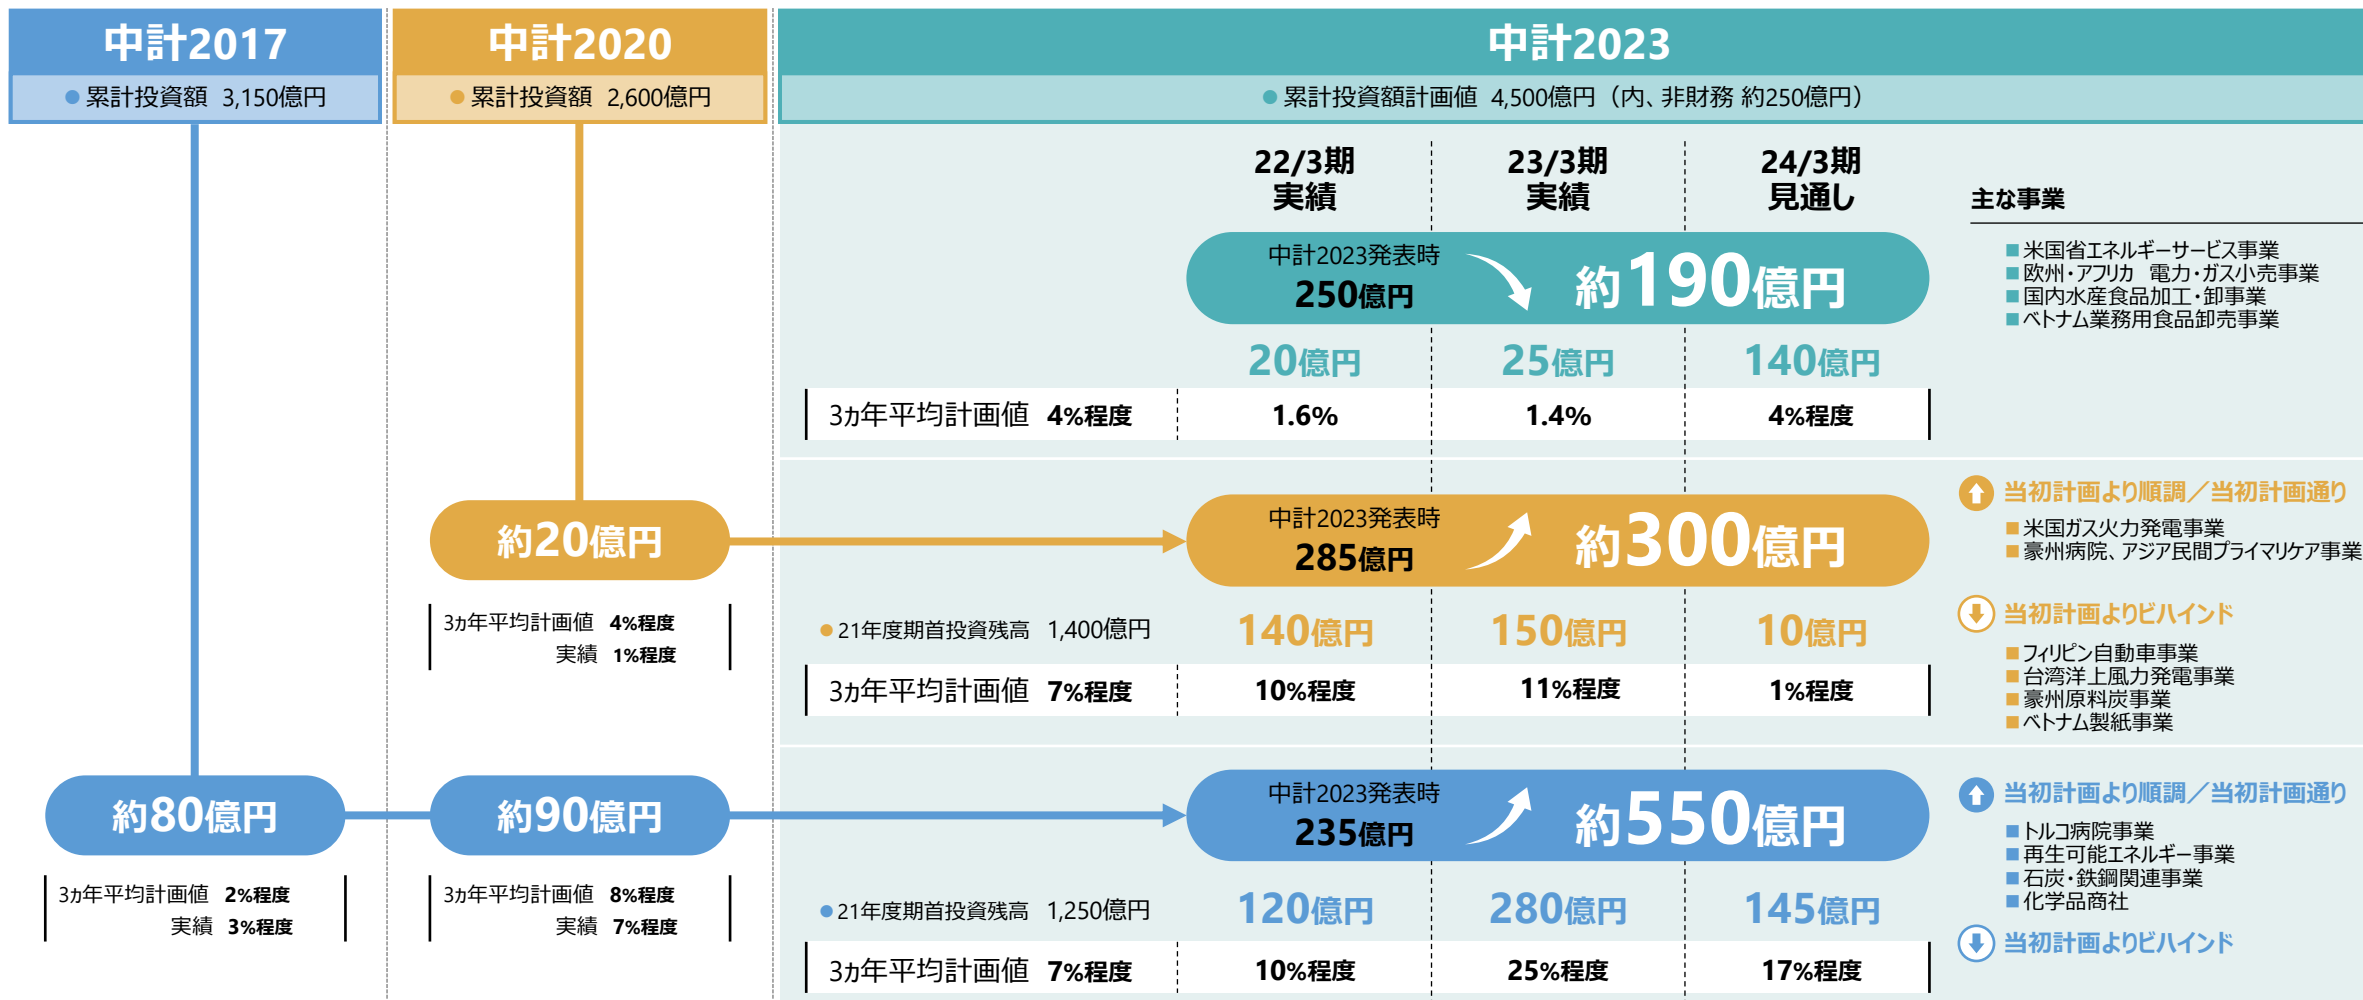 中計2017
● 累計投資額 3,150億円
中計2020
● 累計投資額 2,600億円
中計2023
● 累計投資額計画値 4,500億円（内、非財務 約250億円）
22/3期
実績
23/3期
実績
24/3期
見通し
主な事業
中計2023発表時
250億円
約190億円
■ 米国省エネルギーサービス事業
■ 欧州・アフリカ 電力・ガス小売事業
■ 国内水産食品加工・卸事業
■ ベトナム業務用食品卸売事業
20億円
25億円
140億円
3ヵ年平均計画値 4%程度
1.6%
1.4%
4%程度
約20億円
3ヵ年平均計画値 4%程度
実績 1%程度
中計2023発表時
285億円
約300億円
● 21年度期首投資残高 1,400億円
140億円
150億円
10億円
3ヵ年平均計画値 7%程度
10%程度
11%程度
1%程度
当初計画より順調／当初計画通り
■ 米国ガス火力発電事業
■ 豪州病院、アジア民間プライマリケア事業
当初計画よりビハインド
■ フィリピン自動車事業
■ 台湾洋上風力発電事業
■ 豪州原料炭事業
■ ベトナム製紙事業
約80億円
3ヵ年平均計画値 2%程度
実績 3%程度
約90億円
3ヵ年平均計画値 8%程度
実績 7%程度
中計2023発表時
235億円
約550億円
● 21年度期首投資残高 1,250億円
120億円
280億円
145億円
3ヵ年平均計画値 7%程度
10%程度
25%程度
17%程度
当初計画より順調／当初計画通り
■ トルコ病院事業
■ 再生可能エネルギー事業
■ 石炭・鉄鋼関連事業
■ 化学品商社
当初計画よりビハインド